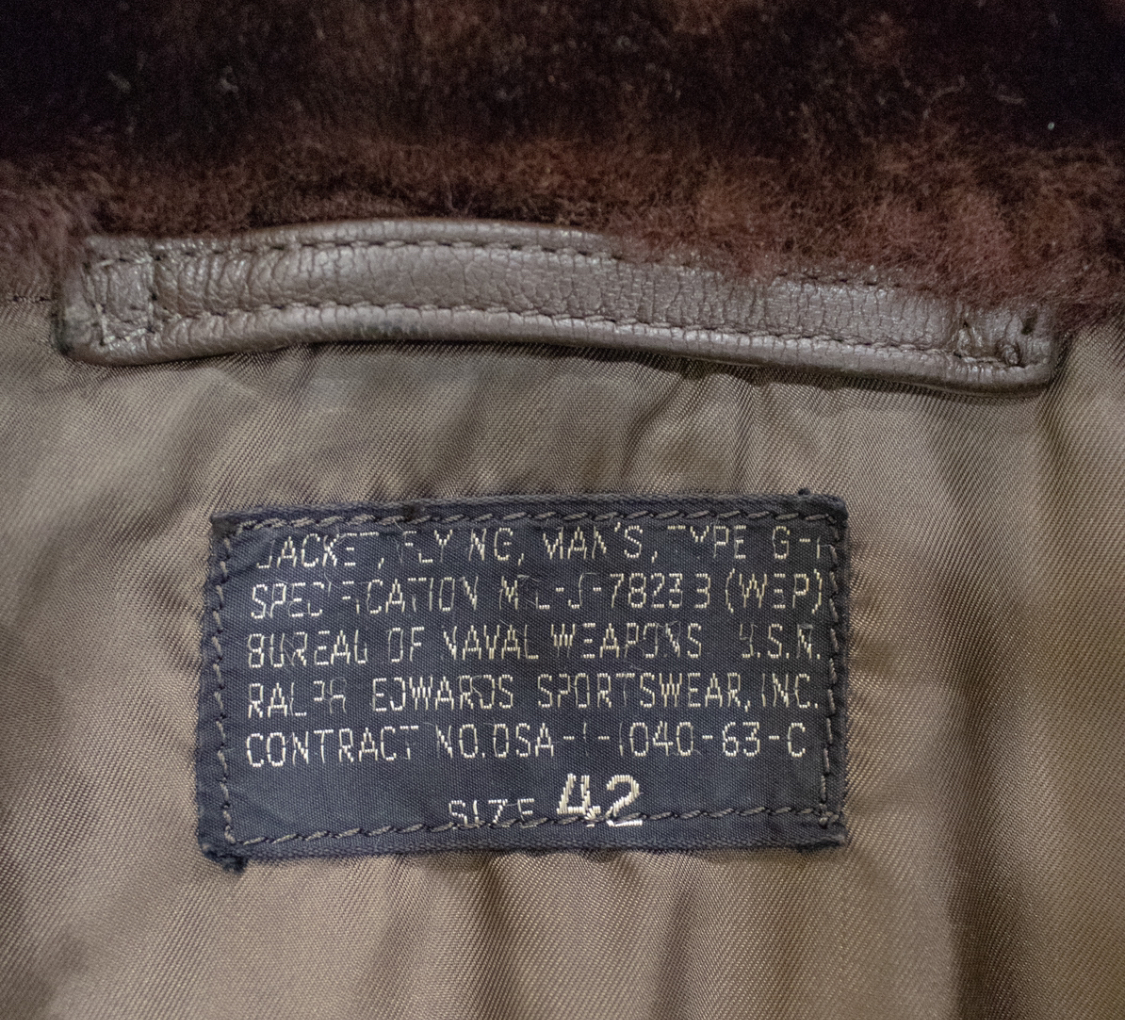 JACKET, FLYING, MAN'S, TYPE G-1
SPECIFICATION MIL-J-7823B (WEP)
BUREAU OF NAVAL WEAPONS U.S.N.
RALPH EDWARDS SPORTSWEAR, INC.
CONTRACT NO. DSA-1-1040-63-C
SIZE 42